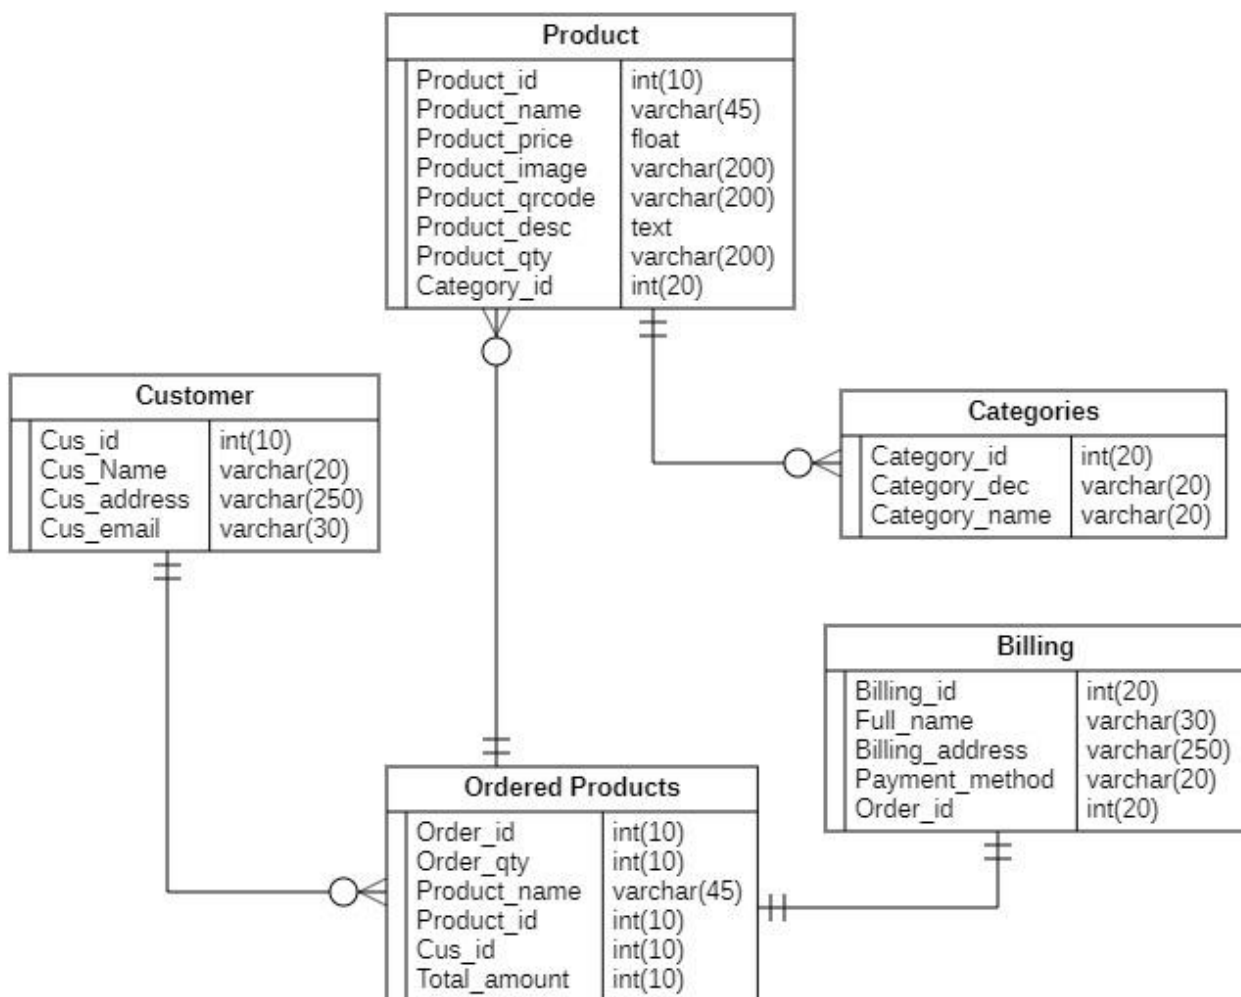 Product
Product_id int(10)
Product_name varchar(45)
Product_price float
Product_image varchar(200)
Product_qrcode varchar(200)
Product_desc text
Product_qty varchar(200)
Category_id int(20)
Customer
Cus_id int(10)
Cus_Name varchar(20)
Cus_address varchar(250)
Cus_email varchar(30)
Categories
Category_id int(20)
Category_dec varchar(20)
Category_name varchar(20)
Billing
Billing_id int(20)
Full_name varchar(30)
Billing_address varchar(250)
Payment_method varchar(20)
Order_id int(20)
Ordered Products
Order_id int(10)
Order_qty int(10)
Product_name varchar(45)
Product_id int(10)
Cus_id int(10)
Total_amount int(10)